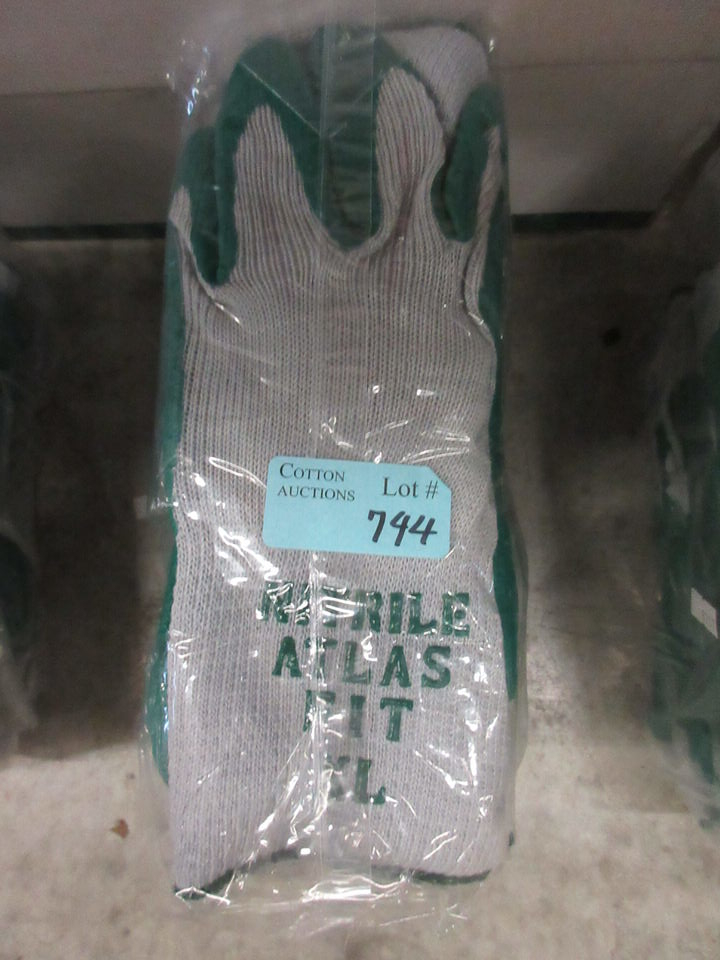 COTTON
AUCTIONS
Lot #
744
NITRILE
ATLAS
FIT
XL